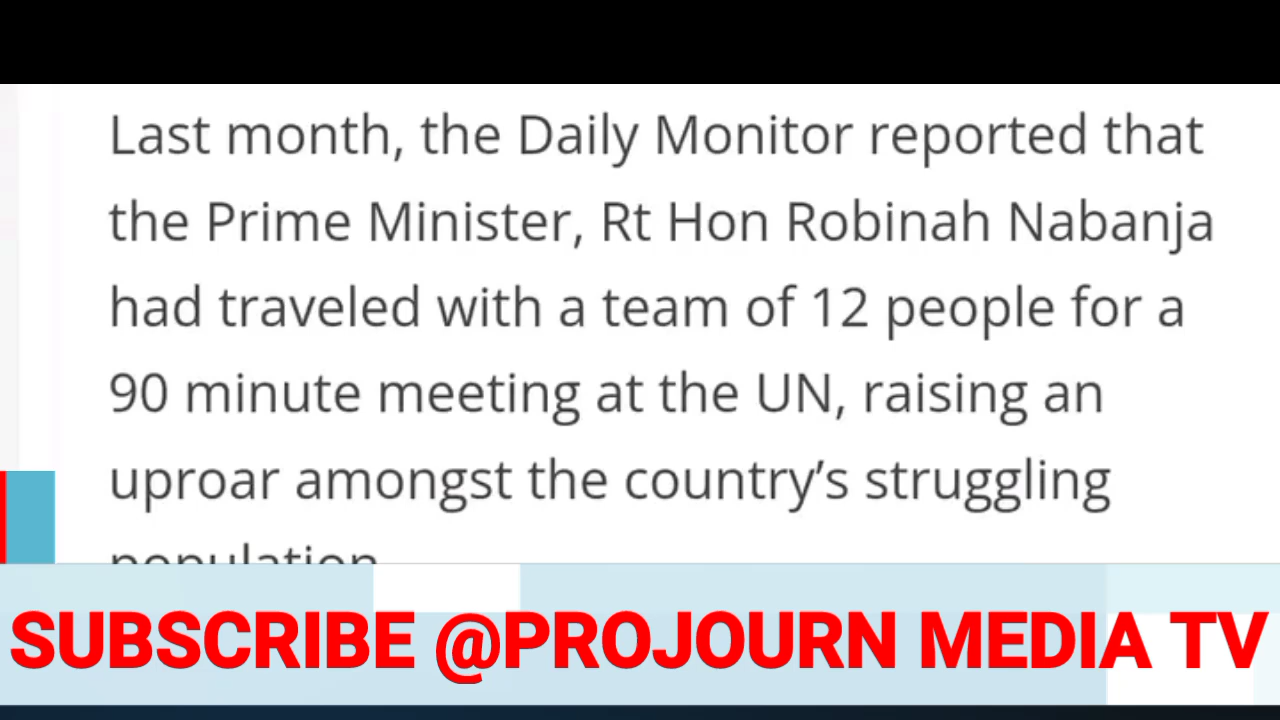 Last month, the Daily Monitor reported that
the Prime Minister, Rt Hon Robinah Nabanja
had traveled with a team of 12 people for a
90 minute meeting at the UN, raising an
uproar amongst the country’s struggling
population
SUBSCRIBE @PROJOURN MEDIA TV